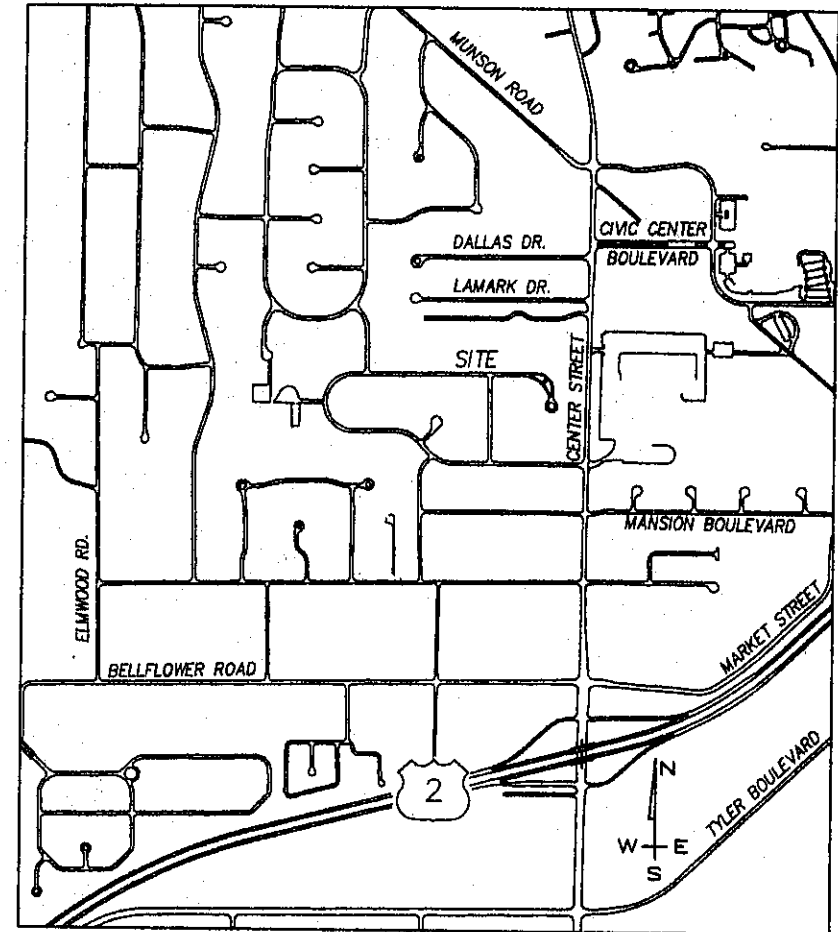 MUNSON ROAD
CIVIC CENTER
BOULEVARD
DALLAS DR.
LAMARK DR.
SITE
CENTER STREET
MANSION BOULEVARD
ELMWOOD RD.
MARKET STREET
BELLFLOWER ROAD
TYLER BOULEVARD
2
N
W
E
S